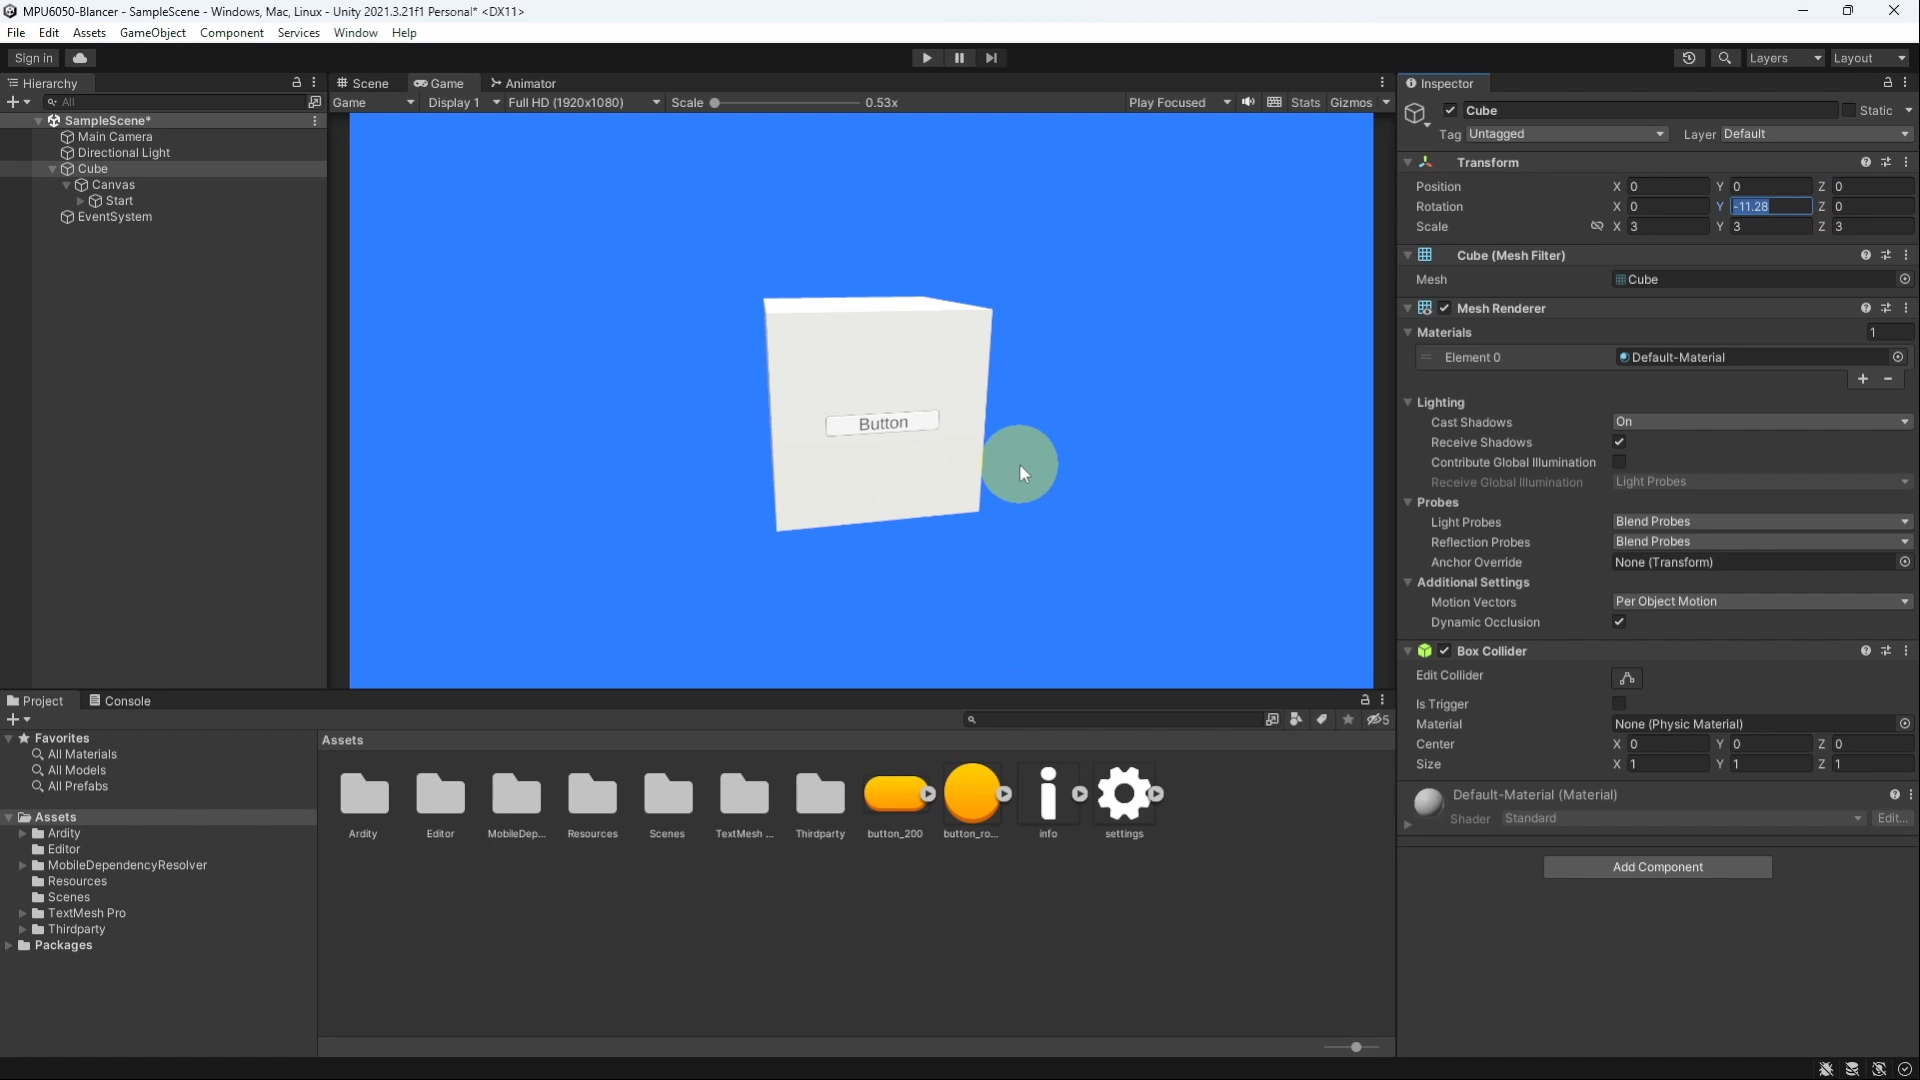 MPU6050-Blancer - SampleScene - Windows, Mac, Linux - Unity 2021.3.21f1 Personal* <DX11>
File Edit Assets GameObject Component Services Window Help
Sign in
Layers Layout
Hierarchy
All
SampleScene*
Main Camera
Directional Light
Cube
Canvas
Start
EventSystem
Scene Game Animator
Game Display 1 Full HD (1920x1080) Scale 0.53x Play Focused Stats Gizmos
Button
Inspector
Cube Static
Tag Untagged Layer Default
Transform
Position X 0 Y 0 Z 0
Rotation X 0 Y -11.28 Z 0
Scale X 3 Y 3 Z 3
Cube (Mesh Filter)
Mesh Cube
Mesh Renderer
Materials 1
Element 0 Default-Material
Lighting
Cast Shadows On
Receive Shadows
Contribute Global Illumination
Receive Global Illumination Light Probes
Probes
Light Probes Blend Probes
Reflection Probes Blend Probes
Anchor Override None (Transform)
Additional Settings
Motion Vectors Per Object Motion
Dynamic Occlusion
Box Collider
Edit Collider
Is Trigger
Material None (Physic Material)
Center X 0 Y 0 Z 0
Size X 1 Y 1 Z 1
Default-Material (Material)
Shader Standard Edit...
Add Component
Project Console
5
Favorites
All Materials
All Models
All Prefabs
Assets
Ardity
Editor
MobileDependencyResolver
Resources
Scenes
TextMesh Pro
Thirdparty
Packages
Assets
Ardity Editor MobileDep... Resources Scenes TextMesh ... Thirdparty button_200 button_ro... info settings